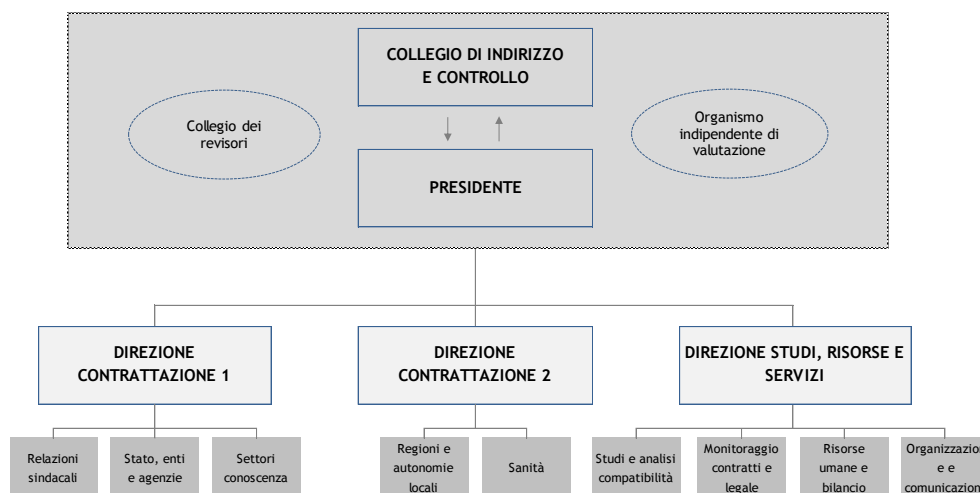 COLLEGIO DI INDIRIZZO
E CONTROLLO
Collegio dei
revisori
Organismo
indipendente di
valutazione
PRESIDENTE
DIREZIONE
CONTRATTAZIONE 1
DIREZIONE
CONTRATTAZIONE 2
DIREZIONE STUDI, RISORSE E
SERVIZI
Relazioni
sindacali
Stato, enti
e agenzie
Settori
conoscenza
Regioni e
autonomie
locali
Sanità
Studi e analisi
compatibilità
Monitoraggio
contratti e
legale
Risorse
umane e
bilancio
Organizzazion
e e
comunicazion